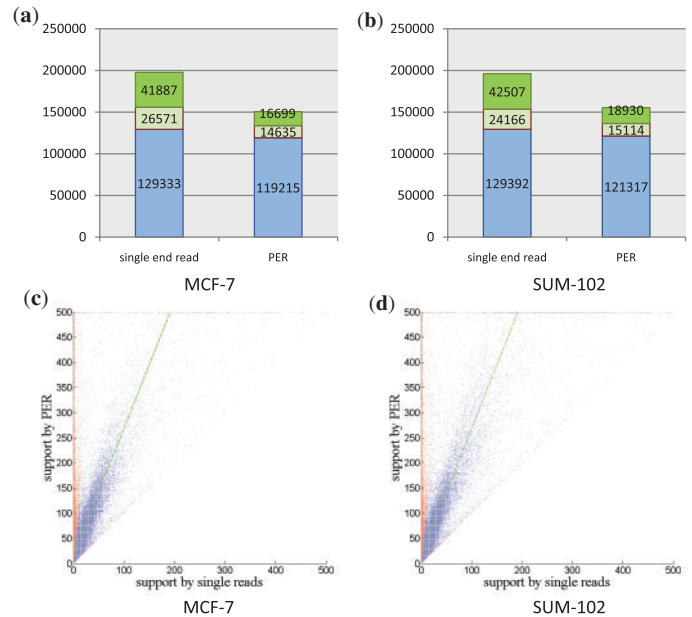 (a)
250000
200000
150000
100000
50000
0
41887
26571
129333
16699
14635
119215
single end read PER
MCF-7
(b)
250000
200000
150000
100000
50000
0
42507
24166
129392
18930
15114
121317
single end read PER
SUM-102
(c)
500
450
400
350
300
250
200
150
100
50
0
support by PER
0 100 200 300 400 500
support by single reads
MCF-7
(d)
500
450
400
350
300
250
200
150
100
50
0
support by PER
0 100 200 300 400 500
support by single reads
SUM-102